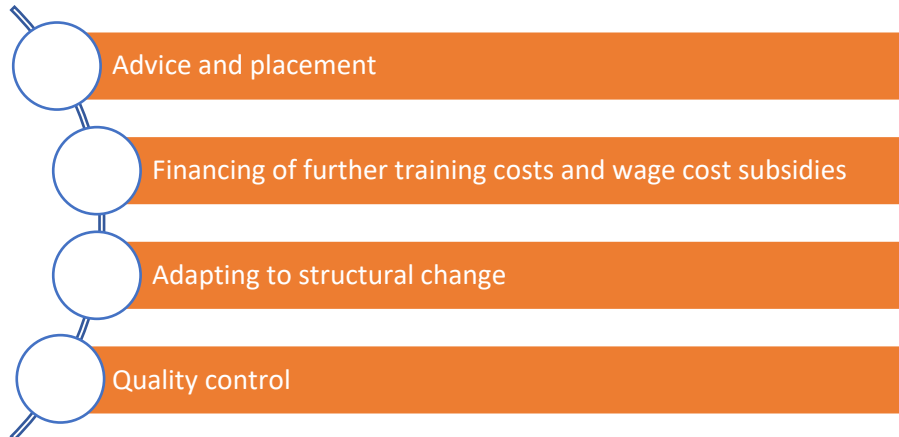 Advice and placement
Financing of further training costs and wage cost subsidies
Adapting to structural change
Quality control